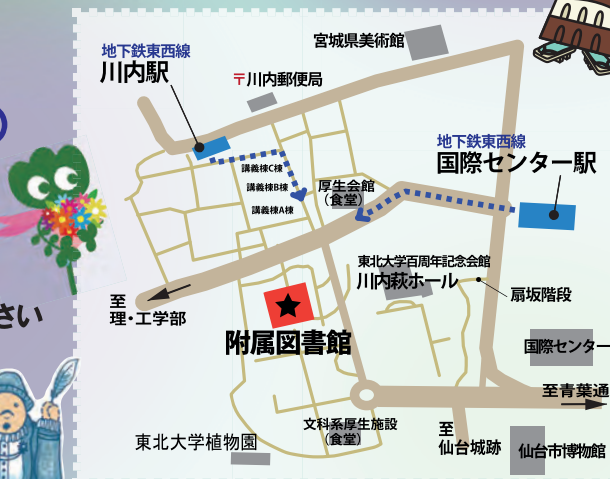 宮城県美術館
地下鉄東西線
川内駅
〒川内郵便局
地下鉄東西線
国際センター駅
講義棟C棟
講義棟B棟
講義棟A棟
厚生会館
（食堂）
東北大学百周年記念会館
川内萩ホール
扇坂階段
至
理・工学部
さい
附属図書館
国際センター
至青葉通
文科系厚生施設
（食堂）
至
仙台城跡
東北大学植物園
仙台市博物館